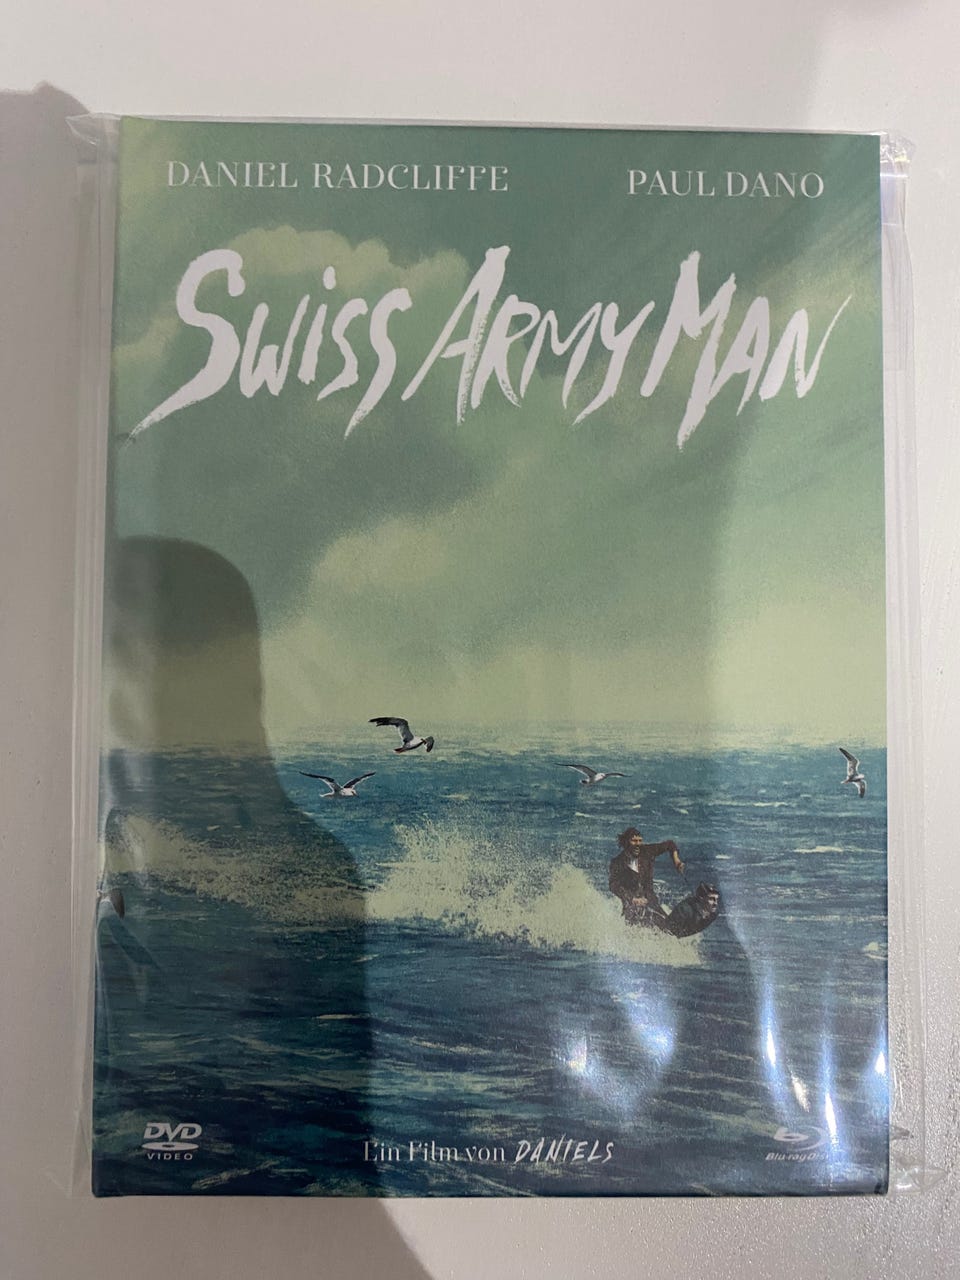 DANIEL RADCLIFFE PAUL DANO
SWISS ARMY MAN
DVD
VIDEO
Ein Film von DANIELS
Blu-ray Disc